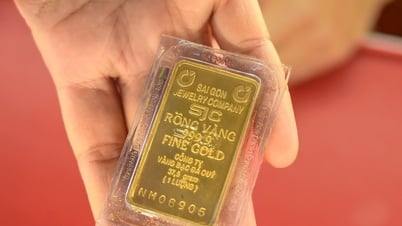 SAI GON
JEWELRY COMPANY
SJC
RỒNG VÀNG
999.9
FINE GOLD
CÔNG TY
VÀNG BẠC ĐÁ QUÝ
37.5 gram
(1 LƯỢNG)
NM06905